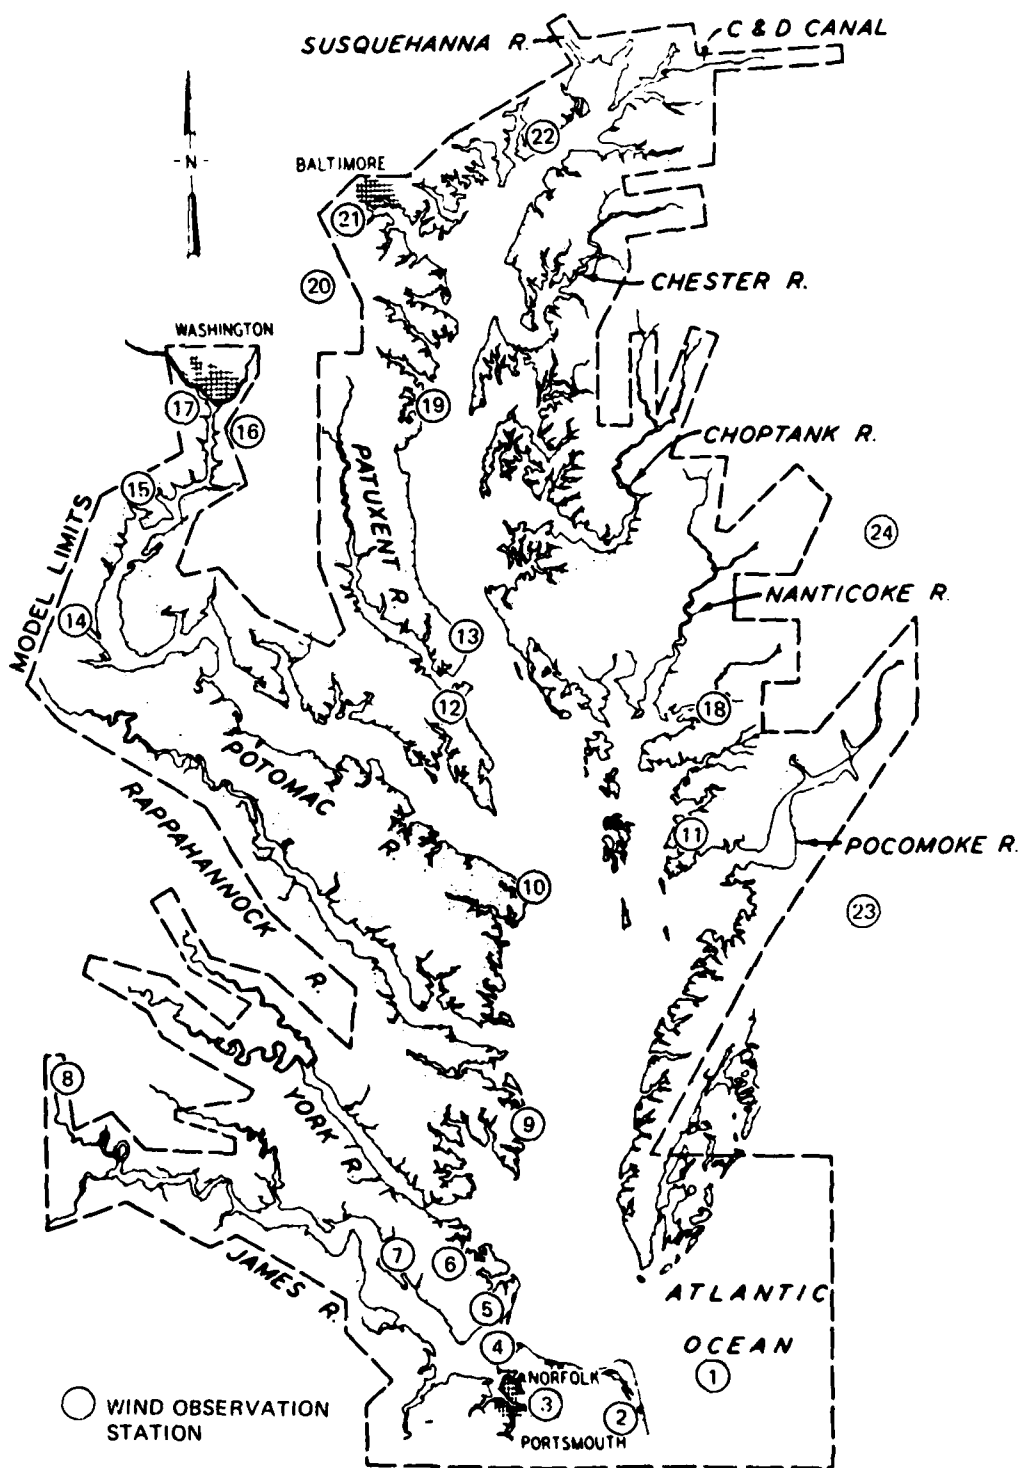 SUSQUEHANNA R.
C & D CANAL
22
- N -
BALTIMORE
21
20
CHESTER R.
WASHINGTON
17
19
16
CHOPTANK R.
PATUXENT R.
15
MODEL LIMITS
24
NANTICOKE R.
14
13
12
18
POTOMAC R.
RAPPAHANNOCK R.
11
POCOMOKE R.
10
23
8
YORK R.
9
7
6
JAMES R.
5
ATLANTIC
OCEAN
4
1
NORFOLK
3
2
PORTSMOUTH
WIND OBSERVATION
STATION